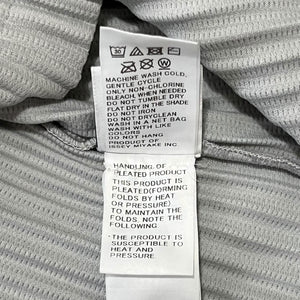 30
MACHINE WASH COLD,
GENTLE CYCLE
ONLY NON-CHLORINE
BLEACH, WHEN NEEDED
DO NOT TUMBLE DRY
FLAT DRY IN THE SHADE
DO NOT IRON
WASH IN A NET BAG
WASH WITH LIKE
COLORS
DO NOT HANG
PRODUCT OF
ISSEY MIYAKE INC.
HANDLING OF
PLEATED PRODUCT
THIS PRODUCT IS
PLEATED(FORMING
FOLDS BY HEAT
OR PRESSURE)
TO MAINTAIN THE
FOLDS, NOTE THE
FOLLOWING
·THE PRODUCT IS
SUSCEPTIBLE TO
HEAT AND
PRESSURE